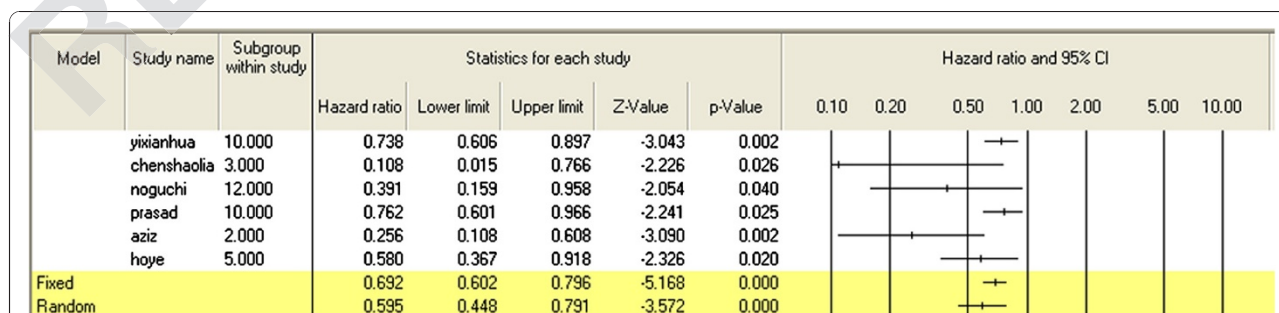 Model Study name Subgroup within study Statistics for each study Hazard ratio and 95% CI
Hazard ratio Lower limit Upper limit Z-Value p-Value 0.10 0.20 0.50 1.00 2.00 5.00 10.00
yixianhua 10.000 0.738 0.606 0.897 -3.043 0.002
chenshaolia 3.000 0.108 0.015 0.766 -2.226 0.026
noguchi 12.000 0.391 0.159 0.958 -2.054 0.040
prasad 10.000 0.762 0.601 0.966 -2.241 0.025
aziz 2.000 0.256 0.108 0.608 -3.090 0.002
hoye 5.000 0.580 0.367 0.918 -2.326 0.020
Fixed 0.692 0.602 0.796 -5.168 0.000
Random 0.595 0.448 0.791 -3.572 0.000